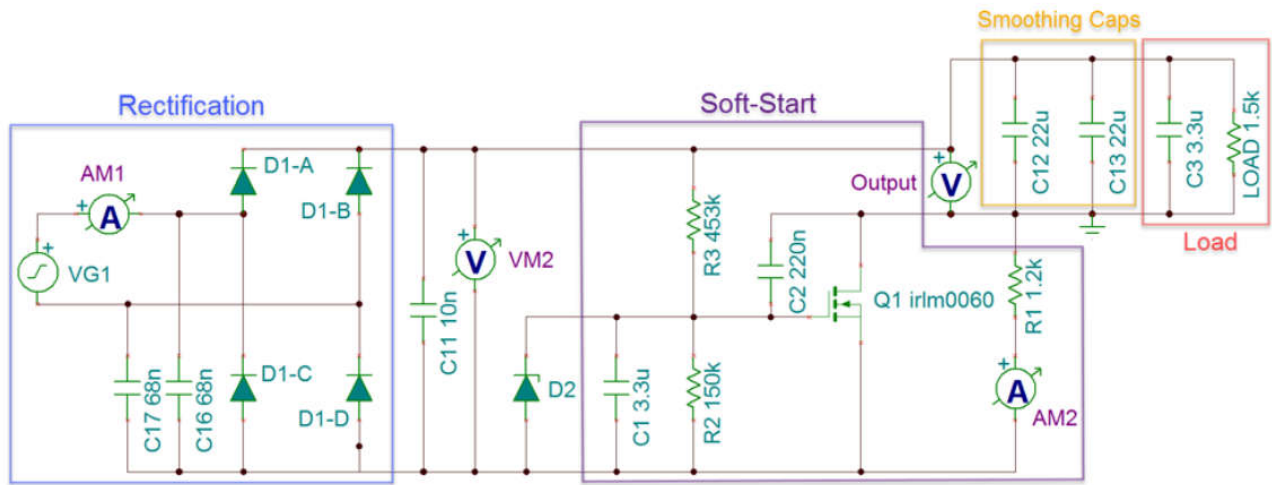 Smoothing Caps
Rectification
Soft-Start
AM1
+
A
D1-A
D1-B
+
VG1
C17 68n
C16 68n
D1-C
D1-D
C11 10n
+
V
VM2
R3 453k
C2 220n
Q1 irlm0060
D2
C1 3.3u
R2 150k
Output
+
V
C12 22u
C13 22u
C3 3.3u
LOAD 1.5k
Load
R1 1.2k
+
A
AM2